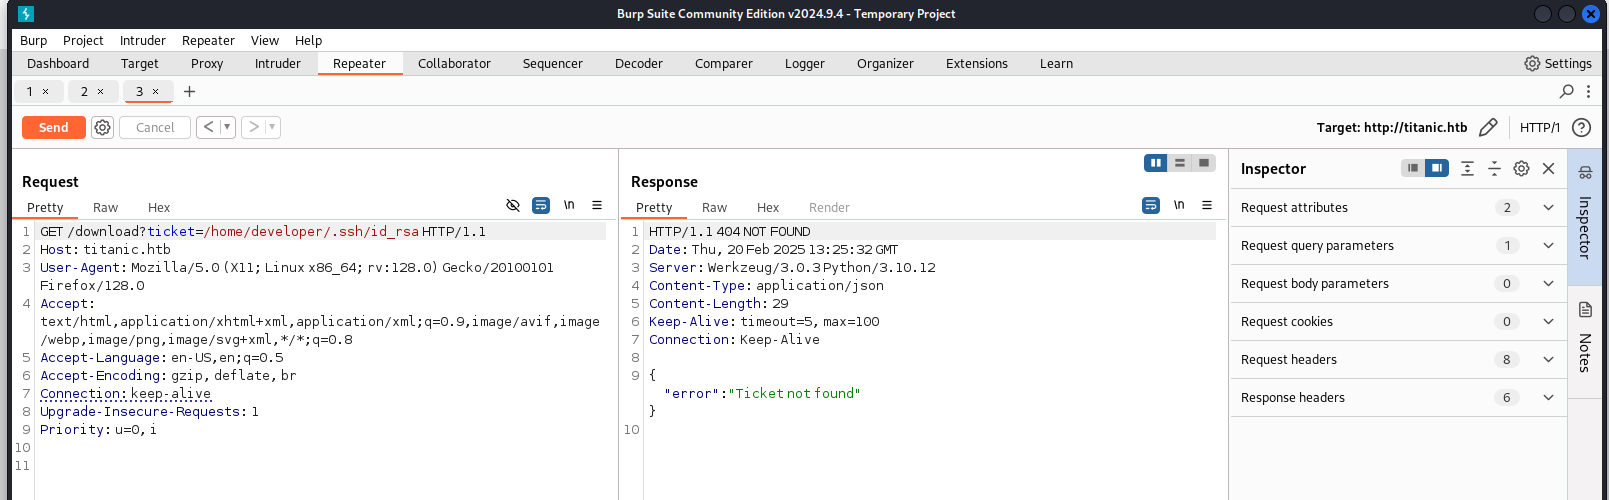 Burp Suite Community Edition v2024.9.4 - Temporary Project
Burp Project Intruder Repeater View Help
Dashboard Target Proxy Intruder Repeater Collaborator Sequencer Decoder Comparer Logger Organizer Extensions Learn Settings
1 × 2 × 3 × +
Send Cancel < > Target: http://titanic.htb HTTP/1 ?
Request
Pretty Raw Hex \n
1 GET /download?ticket=/home/developer/.ssh/id_rsa HTTP/1.1
2 Host: titanic.htb
3 User-Agent: Mozilla/5.0 (X11; Linux x86_64; rv:128.0) Gecko/20100101
Firefox/128.0
4 Accept:
text/html,application/xhtml+xml,application/xml;q=0.9,image/avif,image
/webp,image/png,image/svg+xml,*/*;q=0.8
5 Accept-Language: en-US,en;q=0.5
6 Accept-Encoding: gzip, deflate, br
7 Connection: keep-alive
8 Upgrade-Insecure-Requests: 1
9 Priority: u=0, i
10
11
Response
Pretty Raw Hex Render \n
1 HTTP/1.1 404 NOT FOUND
2 Date: Thu, 20 Feb 2025 13:25:32 GMT
3 Server: Werkzeug/3.0.3 Python/3.10.12
4 Content-Type: application/json
5 Content-Length: 29
6 Keep-Alive: timeout=5, max=100
7 Connection: Keep-Alive
8
9 {
"error":"Ticket not found"
}
10
Inspector
Request attributes 2
Request query parameters 1
Request body parameters 0
Request cookies 0
Request headers 8
Response headers 6
Inspector
Notes